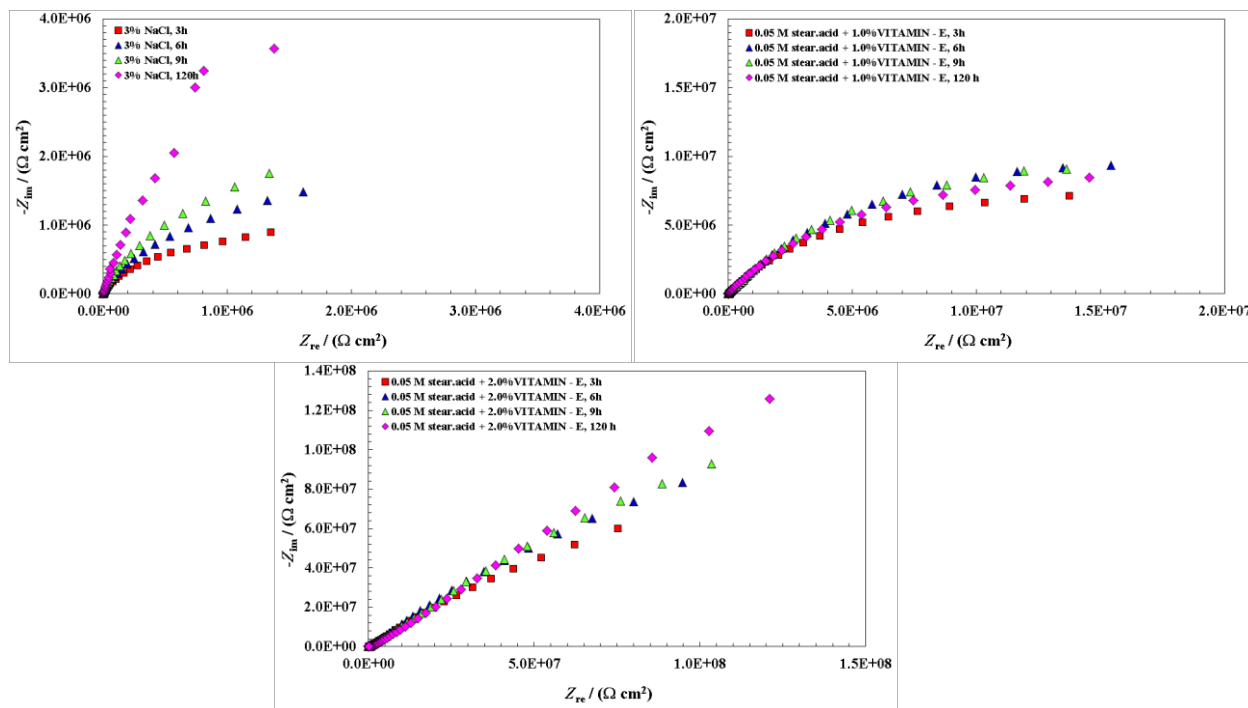 4.0E+06
3.0E+06
2.0E+06
1.0E+06
0.0E+00
-Zim / (Ω cm²)
3% NaCl, 3h
3% NaCl, 6h
3% NaCl, 9h
3% NaCl, 120h
0.0E+00 1.0E+06 2.0E+06 3.0E+06 4.0E+06
Zre / (Ω cm²)
2.0E+07
1.5E+07
1.0E+07
5.0E+06
0.0E+00
-Zim / (Ω cm²)
0.05 M stear.acid + 1.0%VITAMIN - E, 3h
0.05 M stear.acid + 1.0%VITAMIN - E, 6h
0.05 M stear.acid + 1.0%VITAMIN - E, 9h
0.05 M stear.acid + 1.0%VITAMIN - E, 120 h
0.0E+00 5.0E+06 1.0E+07 1.5E+07 2.0E+07
Zre / (Ω cm²)
1.4E+08
1.2E+08
1.0E+08
8.0E+07
6.0E+07
4.0E+07
2.0E+07
0.0E+00
-Zim / (Ω cm²)
0.05 M stear.acid + 2.0%VITAMIN - E, 3h
0.05 M stear.acid + 2.0%VITAMIN - E, 6h
0.05 M stear.acid + 2.0%VITAMIN - E, 9h
0.05 M stear.acid + 2.0%VITAMIN - E, 120 h
0.0E+00 5.0E+07 1.0E+08 1.5E+08
Zre / (Ω cm²)